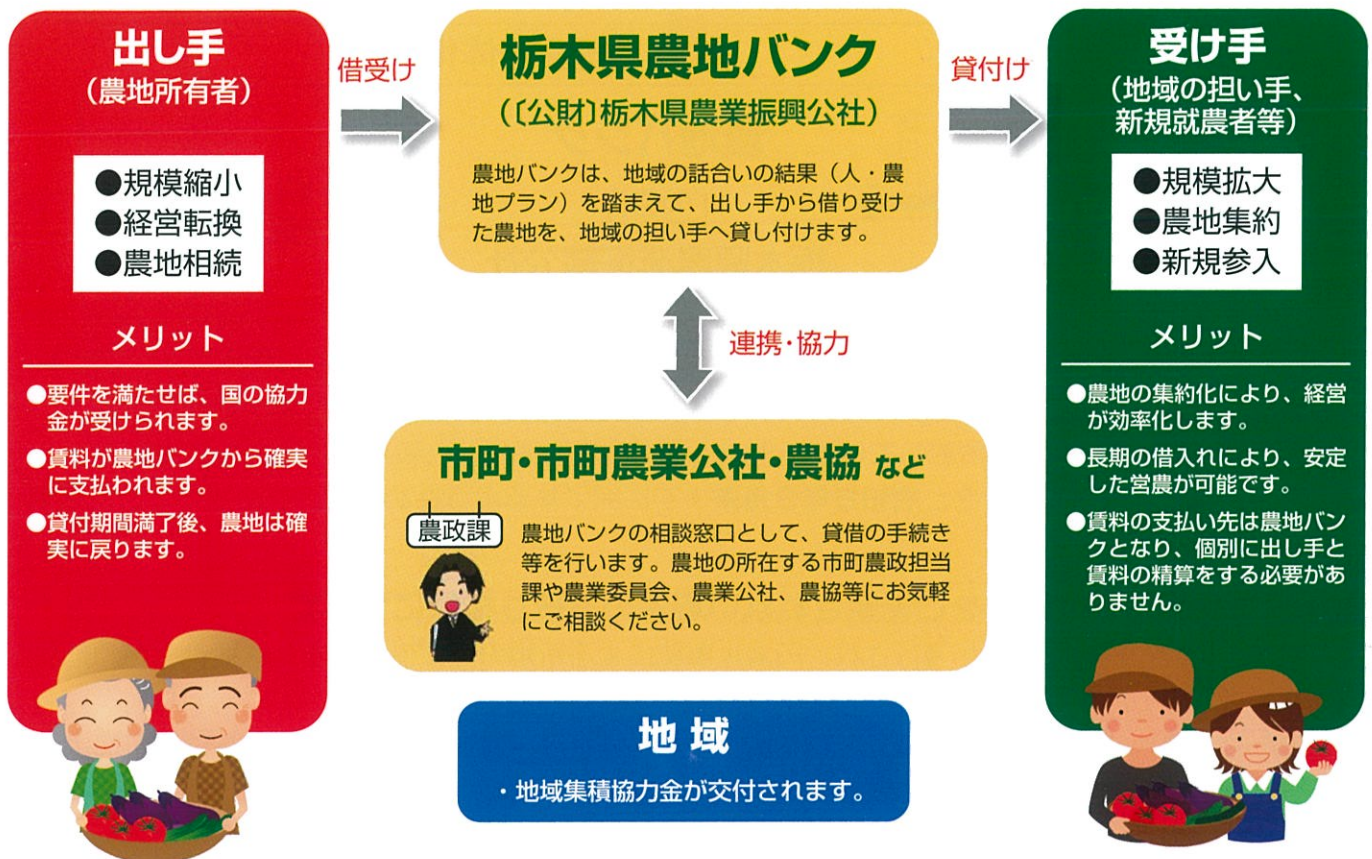 出し手
（農地所有者）
●規模縮小
●経営転換
●農地相続
メリット
●要件を満たせば、国の協力
金が受けられます。
●賃料が農地バンクから確実
に支払われます。
●貸付期間満了後、農地は確
実に戻ります。
借受け
栃木県農地バンク
（〔公財〕栃木県農業振興公社）
農地バンクは、地域の話合いの結果（人・農
地プラン）を踏まえて、出し手から借り受け
た農地を、地域の担い手へ貸し付けます。
貸付け
連携・協力
市町・市町農業公社・農協 など
農政課
農地バンクの相談窓口として、貸借の手続き
等を行います。農地の所在する市町農政担当
課や農業委員会、農業公社、農協等にお気軽
にご相談ください。
地 域
・地域集積協力金が交付されます。
受け手
（地域の担い手、
新規就農者等）
●規模拡大
●農地集約
●新規参入
メリット
●農地の集約化により、経営
が効率化します。
●長期の借入れにより、安定
した営農が可能です。
●賃料の支払い先は農地バン
クとなり、個別に出し手と
賃料の精算をする必要があ
りません。